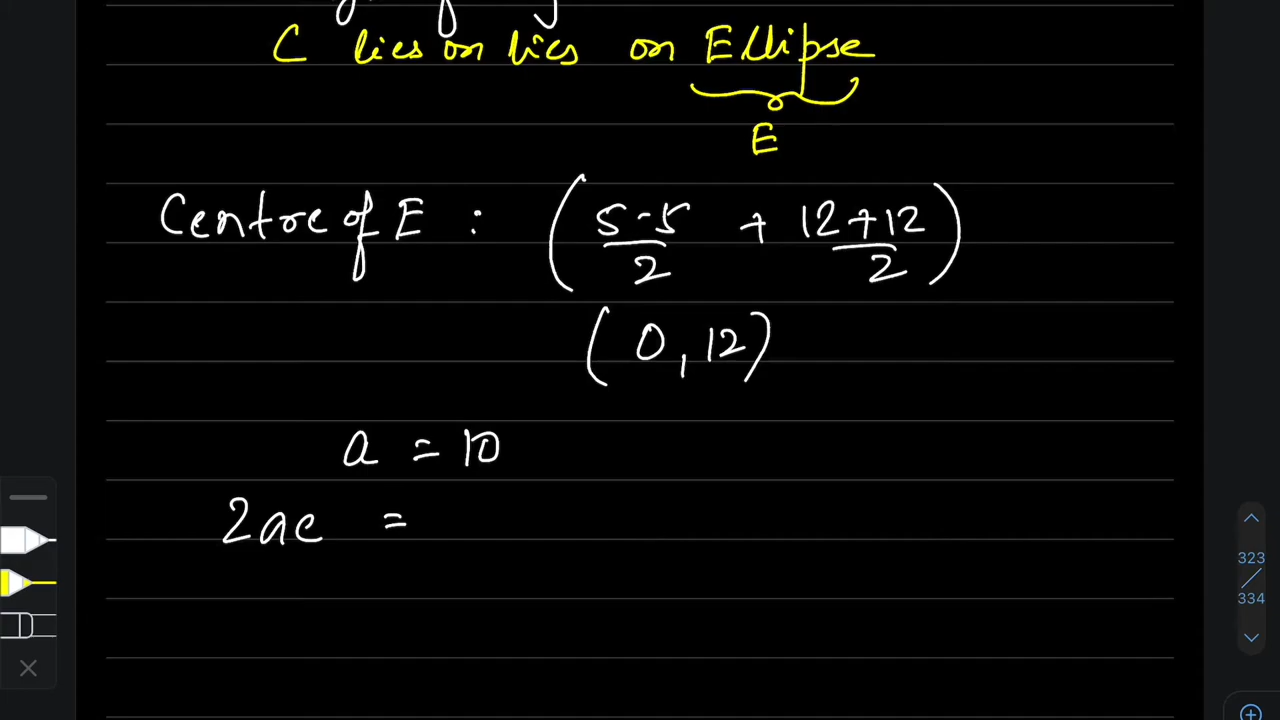 C lies on lies on Ellipse
E
Centre of E : ( 5-5/2 + 12+12/2 )
( 0, 12 )
a = 10
2ae =
323
/
334